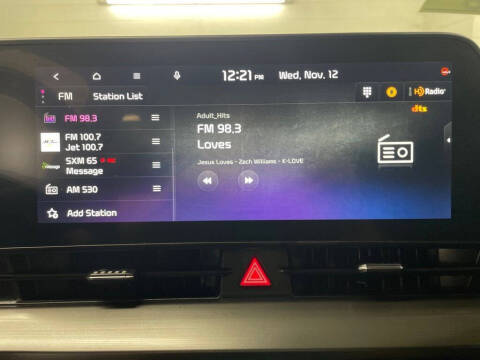 12:21 PM Wed, Nov. 12
FM Station List
HD Radio
dts
FM 98.3
FM 100.7
Jet 100.7
SXM 65
Message
AM 530
Add Station
Adult_Hits
FM 98.3
Loves
Jesus Loves - Zach Williams - K-LOVE